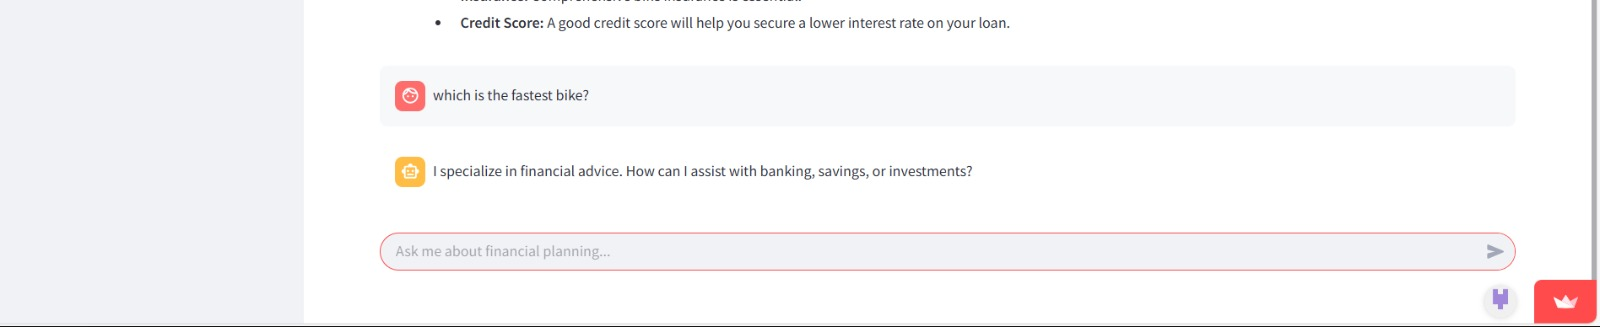 Credit Score: A good credit score will help you secure a lower interest rate on your loan.
which is the fastest bike?
I specialize in financial advice. How can I assist with banking, savings, or investments?
Ask me about financial planning...